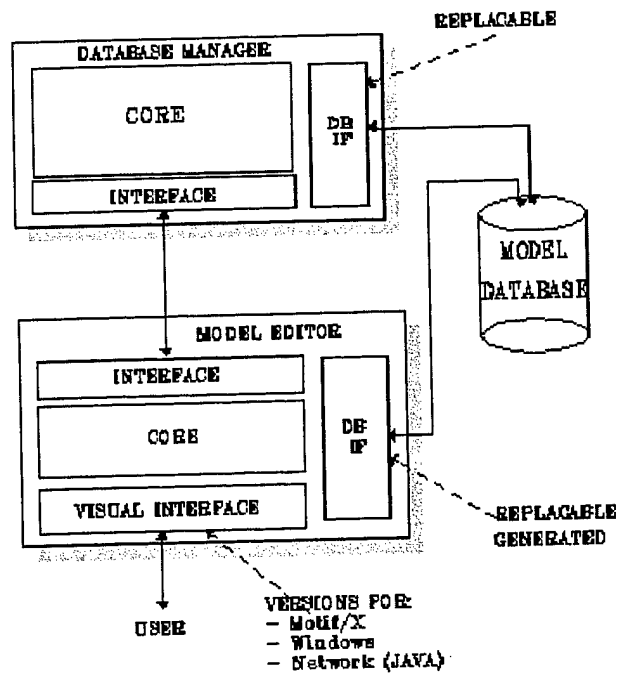 REPLACABLE
DATABASE MANAGER
CORE
DB
IF
INTERFACE
MODEL
DATABASE
MODEL EDITOR
INTERFACE
CORE
DB
IF
VISUAL INTERFACE
REPLACABLE
GENERATED
USER
VERSIONS FOR:
- Motif/X
- Windows
- Network (JAVA)